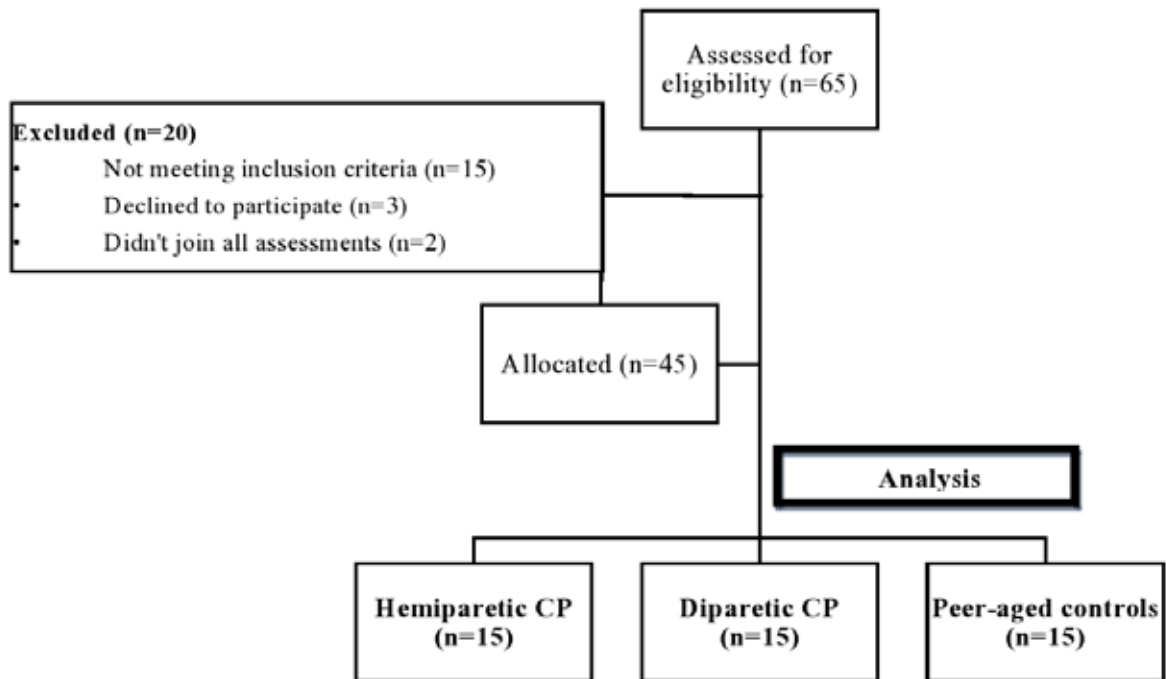 Assessed for
eligibility (n=65)
Excluded (n=20)
• Not meeting inclusion criteria (n=15)
• Declined to participate (n=3)
• Didn't join all assessments (n=2)
Allocated (n=45)
Analysis
Hemiparetic CP
(n=15)
Diparetic CP
(n=15)
Peer-aged controls
(n=15)